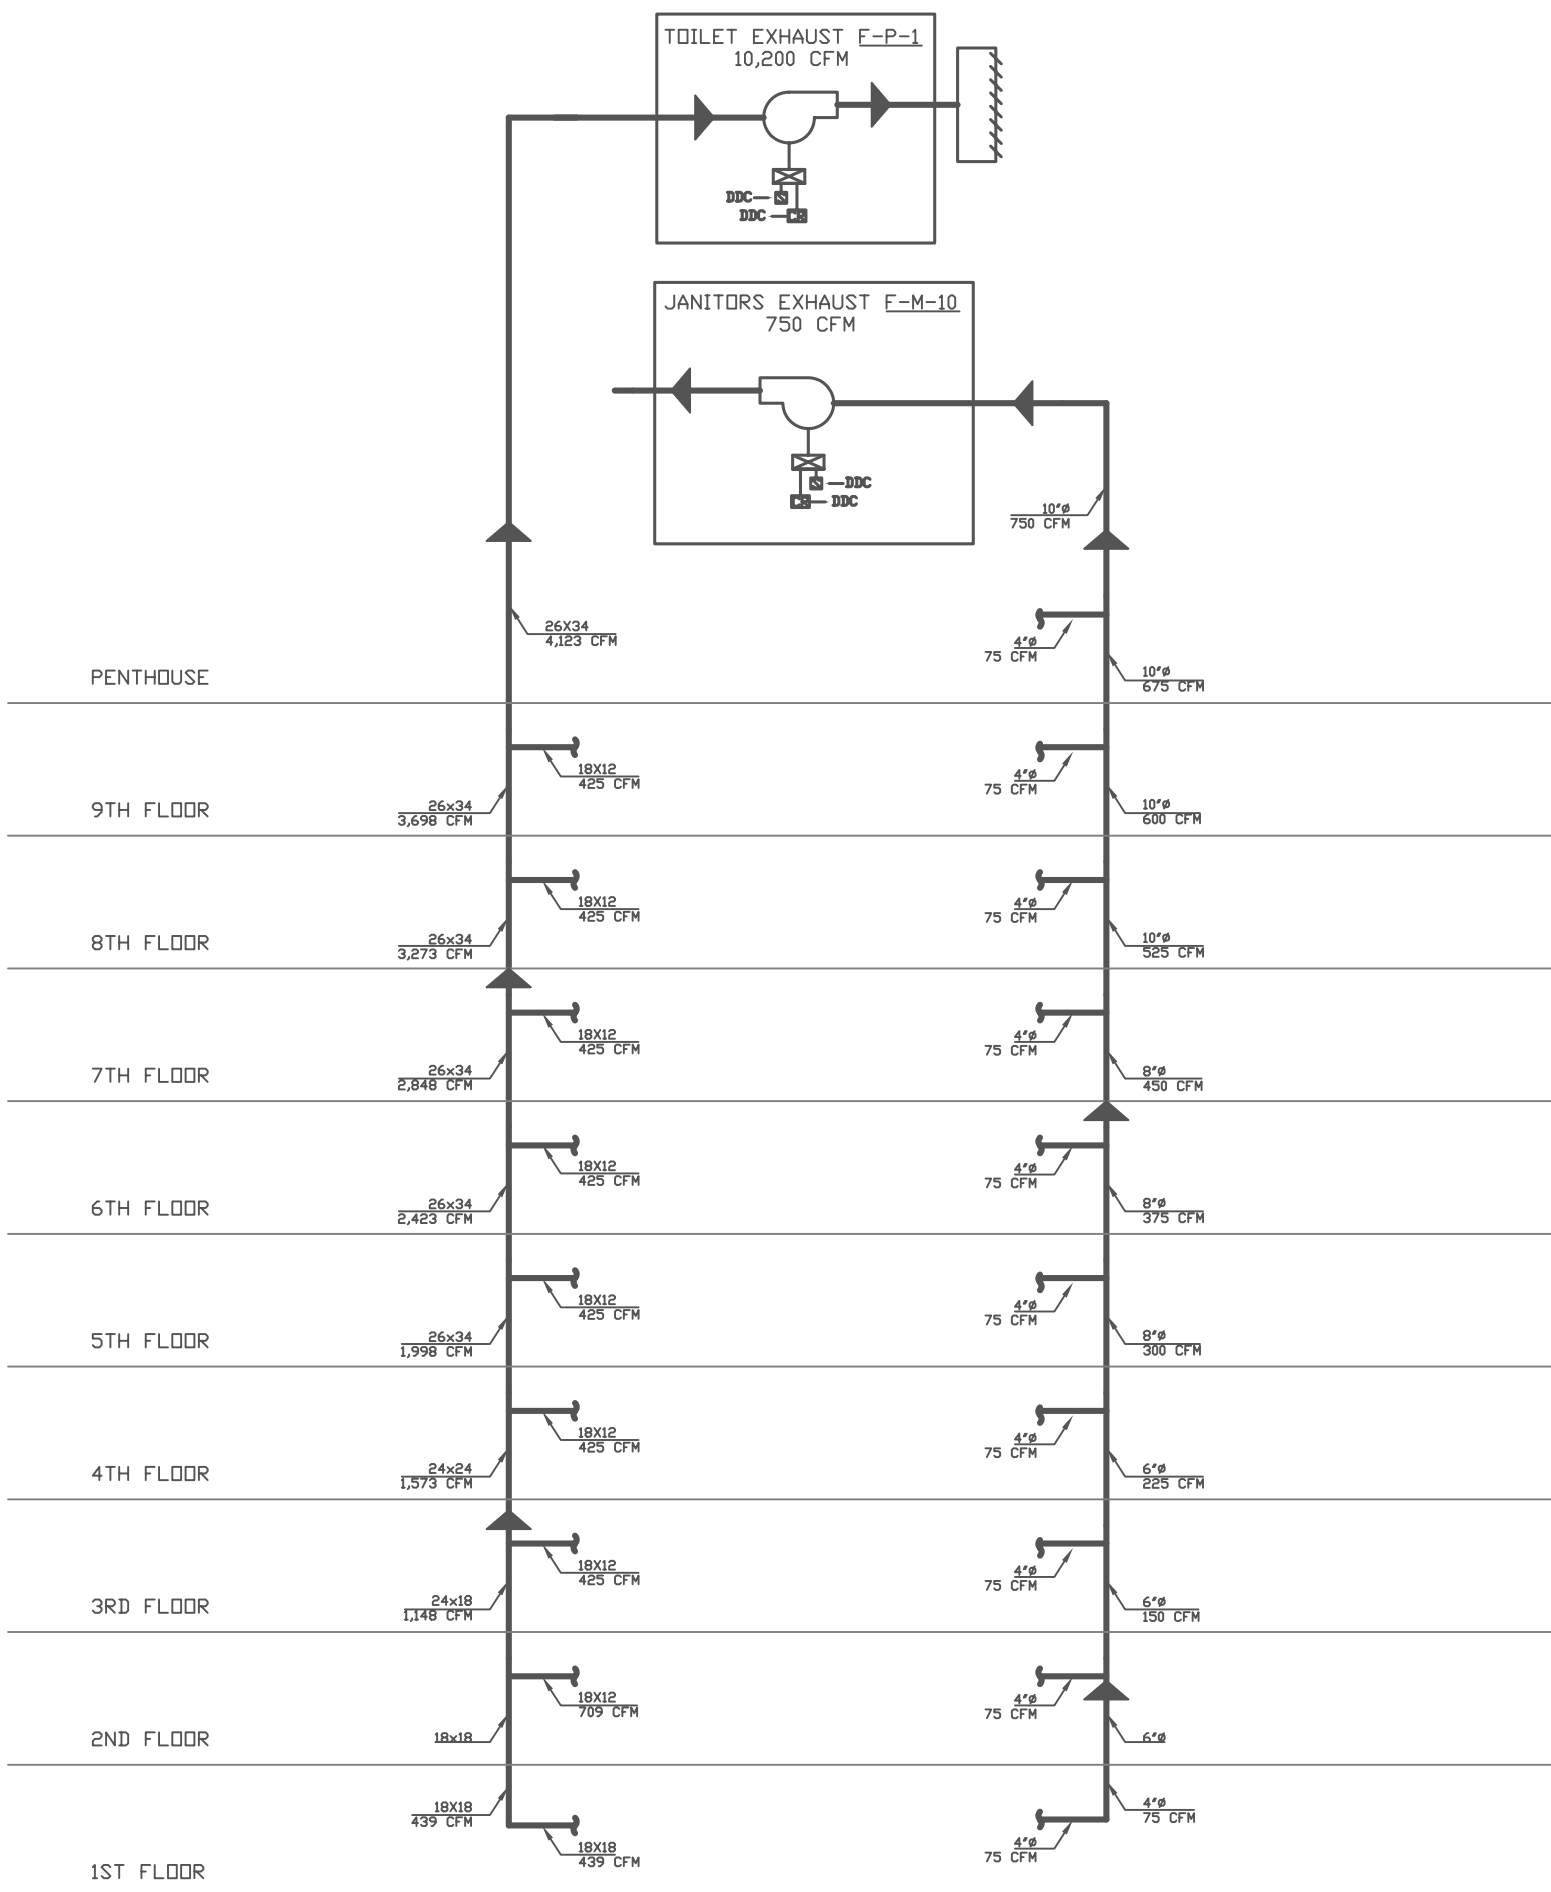 TOILET EXHAUST F-P-1
10,200 CFM
DDC
DDC
JANITORS EXHAUST F-M-10
750 CFM
DDC
DDC
10"ø
750 CFM
26X34
4,123 CFM
4"ø
75 CFM
10"ø
675 CFM
PENTHOUSE
18X12
425 CFM
4"ø
75 CFM
9TH FLOOR
26x34
3,698 CFM
10"ø
600 CFM
18X12
425 CFM
4"ø
75 CFM
8TH FLOOR
26x34
3,273 CFM
10"ø
525 CFM
18X12
425 CFM
4"ø
75 CFM
7TH FLOOR
26x34
2,848 CFM
8"ø
450 CFM
18X12
425 CFM
4"ø
75 CFM
6TH FLOOR
26x34
2,423 CFM
8"ø
375 CFM
18X12
425 CFM
4"ø
75 CFM
5TH FLOOR
26x34
1,998 CFM
8"ø
300 CFM
18X12
425 CFM
4"ø
75 CFM
4TH FLOOR
24x24
1,573 CFM
6"ø
225 CFM
18X12
425 CFM
4"ø
75 CFM
3RD FLOOR
24x18
1,148 CFM
6"ø
150 CFM
18X12
709 CFM
4"ø
75 CFM
2ND FLOOR
18x18
6"ø
18X18
439 CFM
4"ø
75 CFM
18X18
439 CFM
4"ø
75 CFM
1ST FLOOR